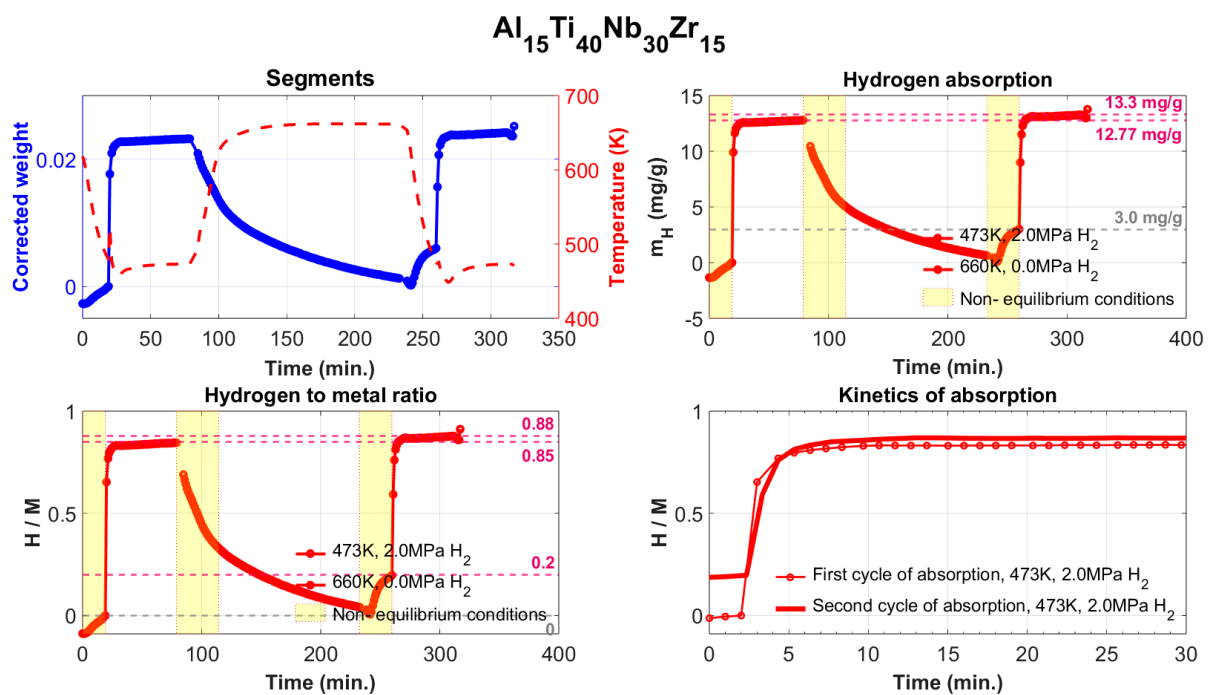 Al15Ti40Nb30Zr15
Segments
Corrected weight
0.02
0
700
600
500
400
Temperature (K)
0 50 100 150 200 250 300 350
Time (min.)
Hydrogen absorption
m_H (mg/g)
15
10
5
0
-5
13.3 mg/g
12.77 mg/g
3.0 mg/g
473K, 2.0MPa H2
660K, 0.0MPa H2
Non- equilibrium conditions
0 100 200 300 400
Time (min.)
Hydrogen to metal ratio
H / M
1
0.5
0
0.88
0.85
0.2
0
473K, 2.0MPa H2
660K, 0.0MPa H2
Non- equilibrium conditions
0 100 200 300 400
Time (min.)
Kinetics of absorption
H / M
1
0.5
0
First cycle of absorption, 473K, 2.0MPa H2
Second cycle of absorption, 473K, 2.0MPa H2
0 5 10 15 20 25 30
Time (min.)